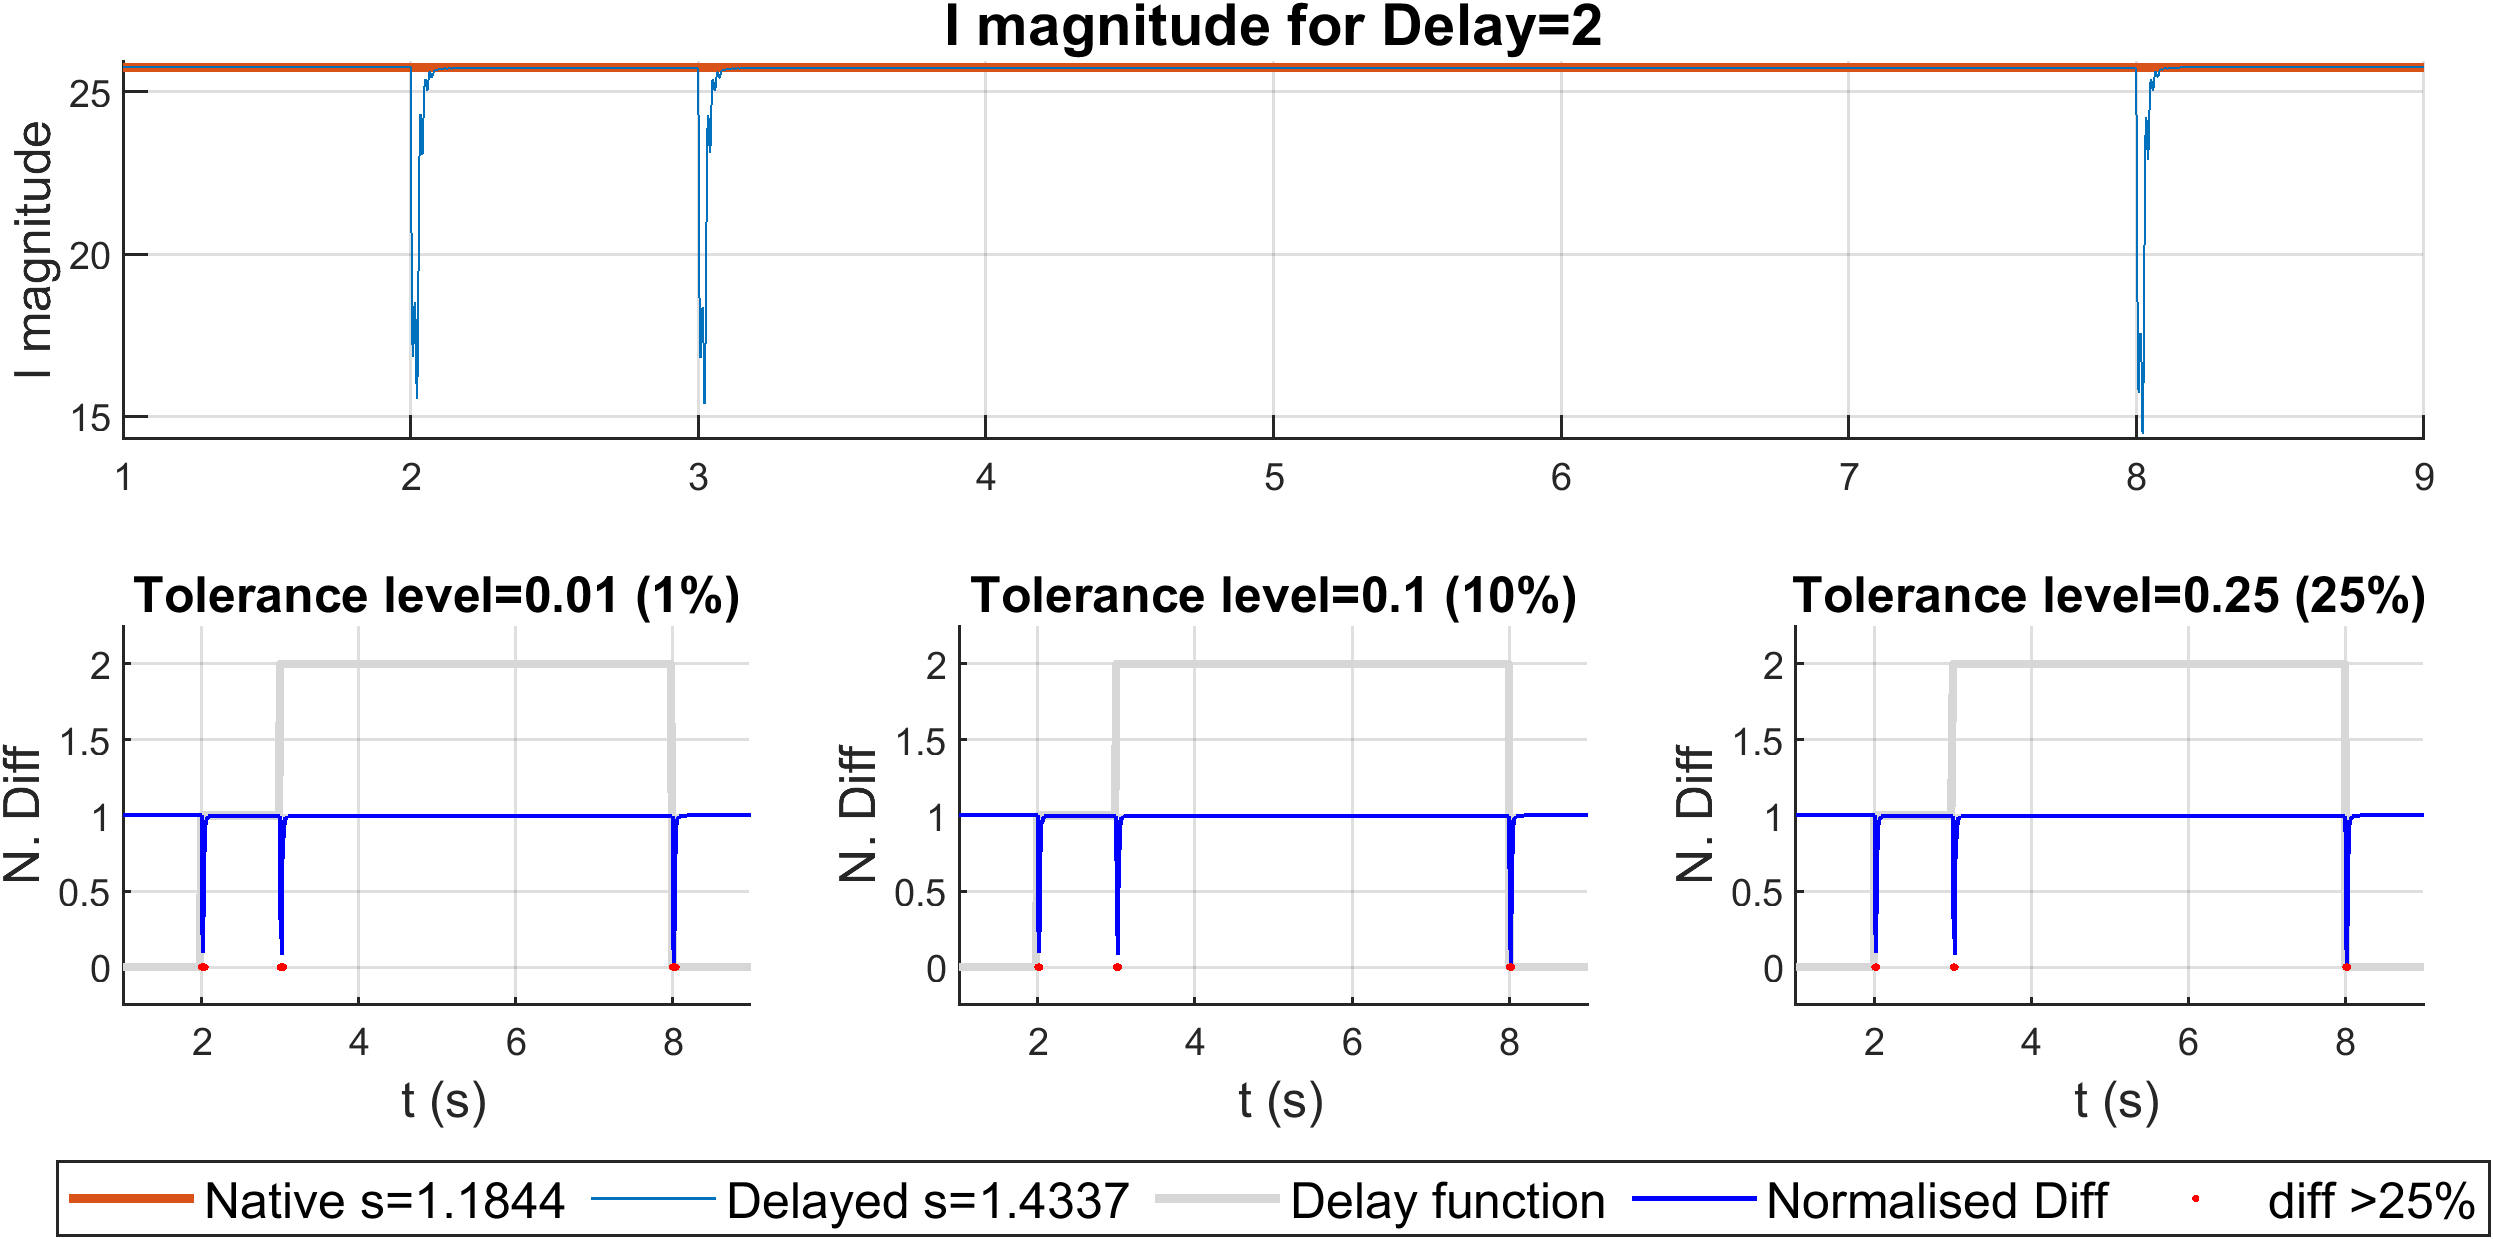 I magnitude for Delay=2
I magnitude
25
20
15
1 2 3 4 5 6 7 8 9
Tolerance level=0.01 (1%)
N. Diff
2
1.5
1
0.5
0
2 4 6 8
t (s)
Tolerance level=0.1 (10%)
N. Diff
2
1.5
1
0.5
0
2 4 6 8
t (s)
Tolerance level=0.25 (25%)
N. Diff
2
1.5
1
0.5
0
2 4 6 8
t (s)
Native s=1.1844 Delayed s=1.4337 Delay function Normalised Diff diff >25%